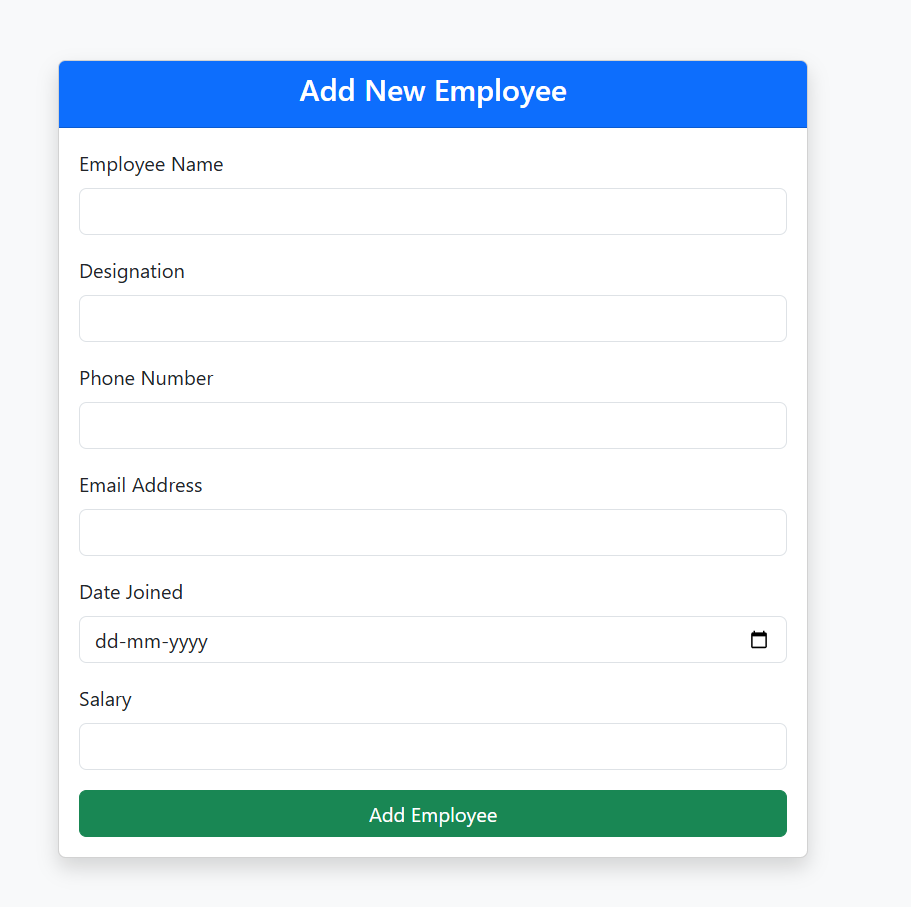 Add New Employee
Employee Name
Designation
Phone Number
Email Address
Date Joined
dd-mm-yyyy
Salary
Add Employee